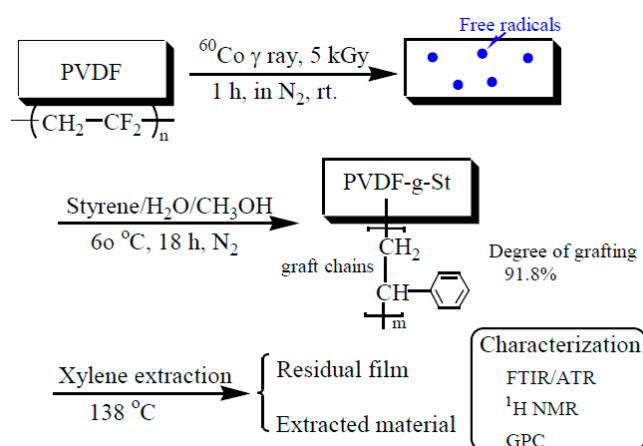 Free radicals
PVDF
⁶⁰Co γ ray, 5 kGy
1 h, in N₂, rt.
(CH₂—CF₂)n
Styrene/H₂O/CH₃OH
6o °C, 18 h, N₂
PVDF-g-St
CH₂
graft chains
CH
m
Degree of grafting
91.8%
Xylene extraction
138 °C
Residual film
Extracted material
Characterization
FTIR/ATR
¹H NMR
GPC